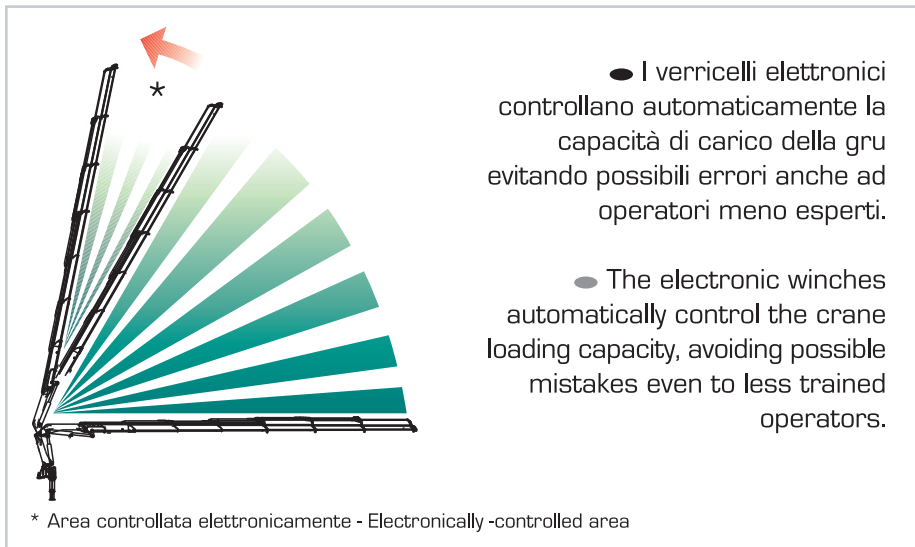 *
I verricelli elettronici
controllano automaticamente la
capacità di carico della gru
evitando possibili errori anche ad
operatori meno esperti.
The electronic winches
automatically control the crane
loading capacity, avoiding possible
mistakes even to less trained
operators.
* Area controllata elettronicamente - Electronically -controlled area